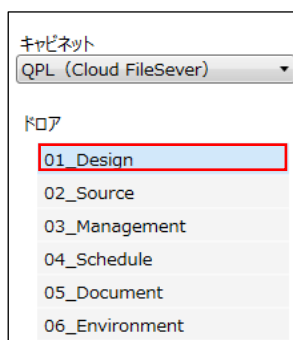 キャビネット
QPL（Cloud FileSever）
ドロア
01_Design
02_Source
03_Management
04_Schedule
05_Document
06_Environment